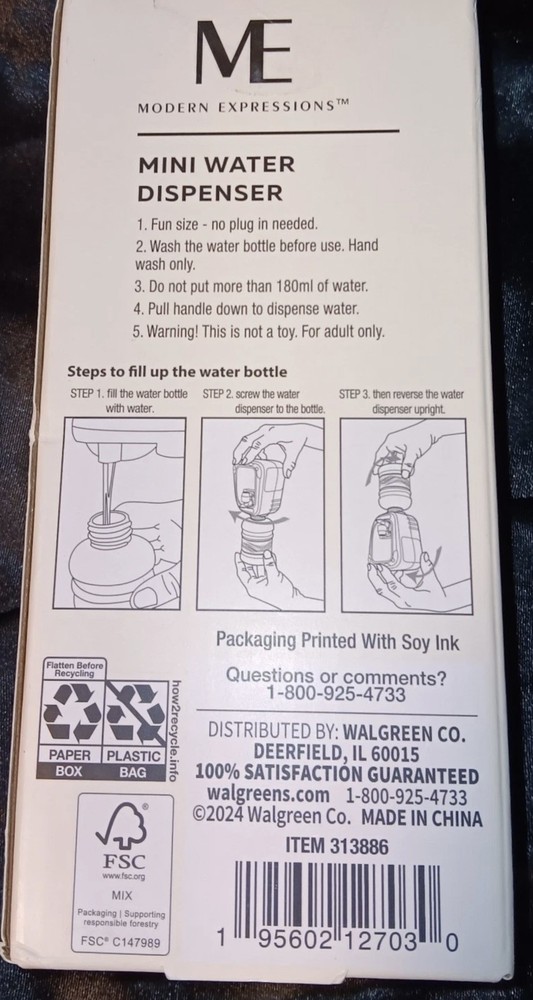 ME
MODERN EXPRESSIONS™
MINI WATER
DISPENSER
1. Fun size - no plug in needed.
2. Wash the water bottle before use. Hand
wash only.
3. Do not put more than 180ml of water.
4. Pull handle down to dispense water.
5. Warning! This is not a toy. For adult only.
Steps to fill up the water bottle
STEP 1. fill the water bottle
with water.
STEP 2. screw the water
dispenser to the bottle.
STEP 3. then reverse the water
dispenser upright.
Packaging Printed With Soy Ink
Questions or comments?
1-800-925-4733
Flatten Before
Recycling
PAPER
BOX
PLASTIC
BAG
how2recycle.info
DISTRIBUTED BY: WALGREEN CO.
DEERFIELD, IL 60015
100% SATISFACTION GUARANTEED
walgreens.com 1-800-925-4733
©2024 Walgreen Co. MADE IN CHINA
ITEM 313886
®
FSC
www.fsc.org
MIX
Packaging | Supporting
responsible forestry
FSC® C147989
1 95602 12703 0